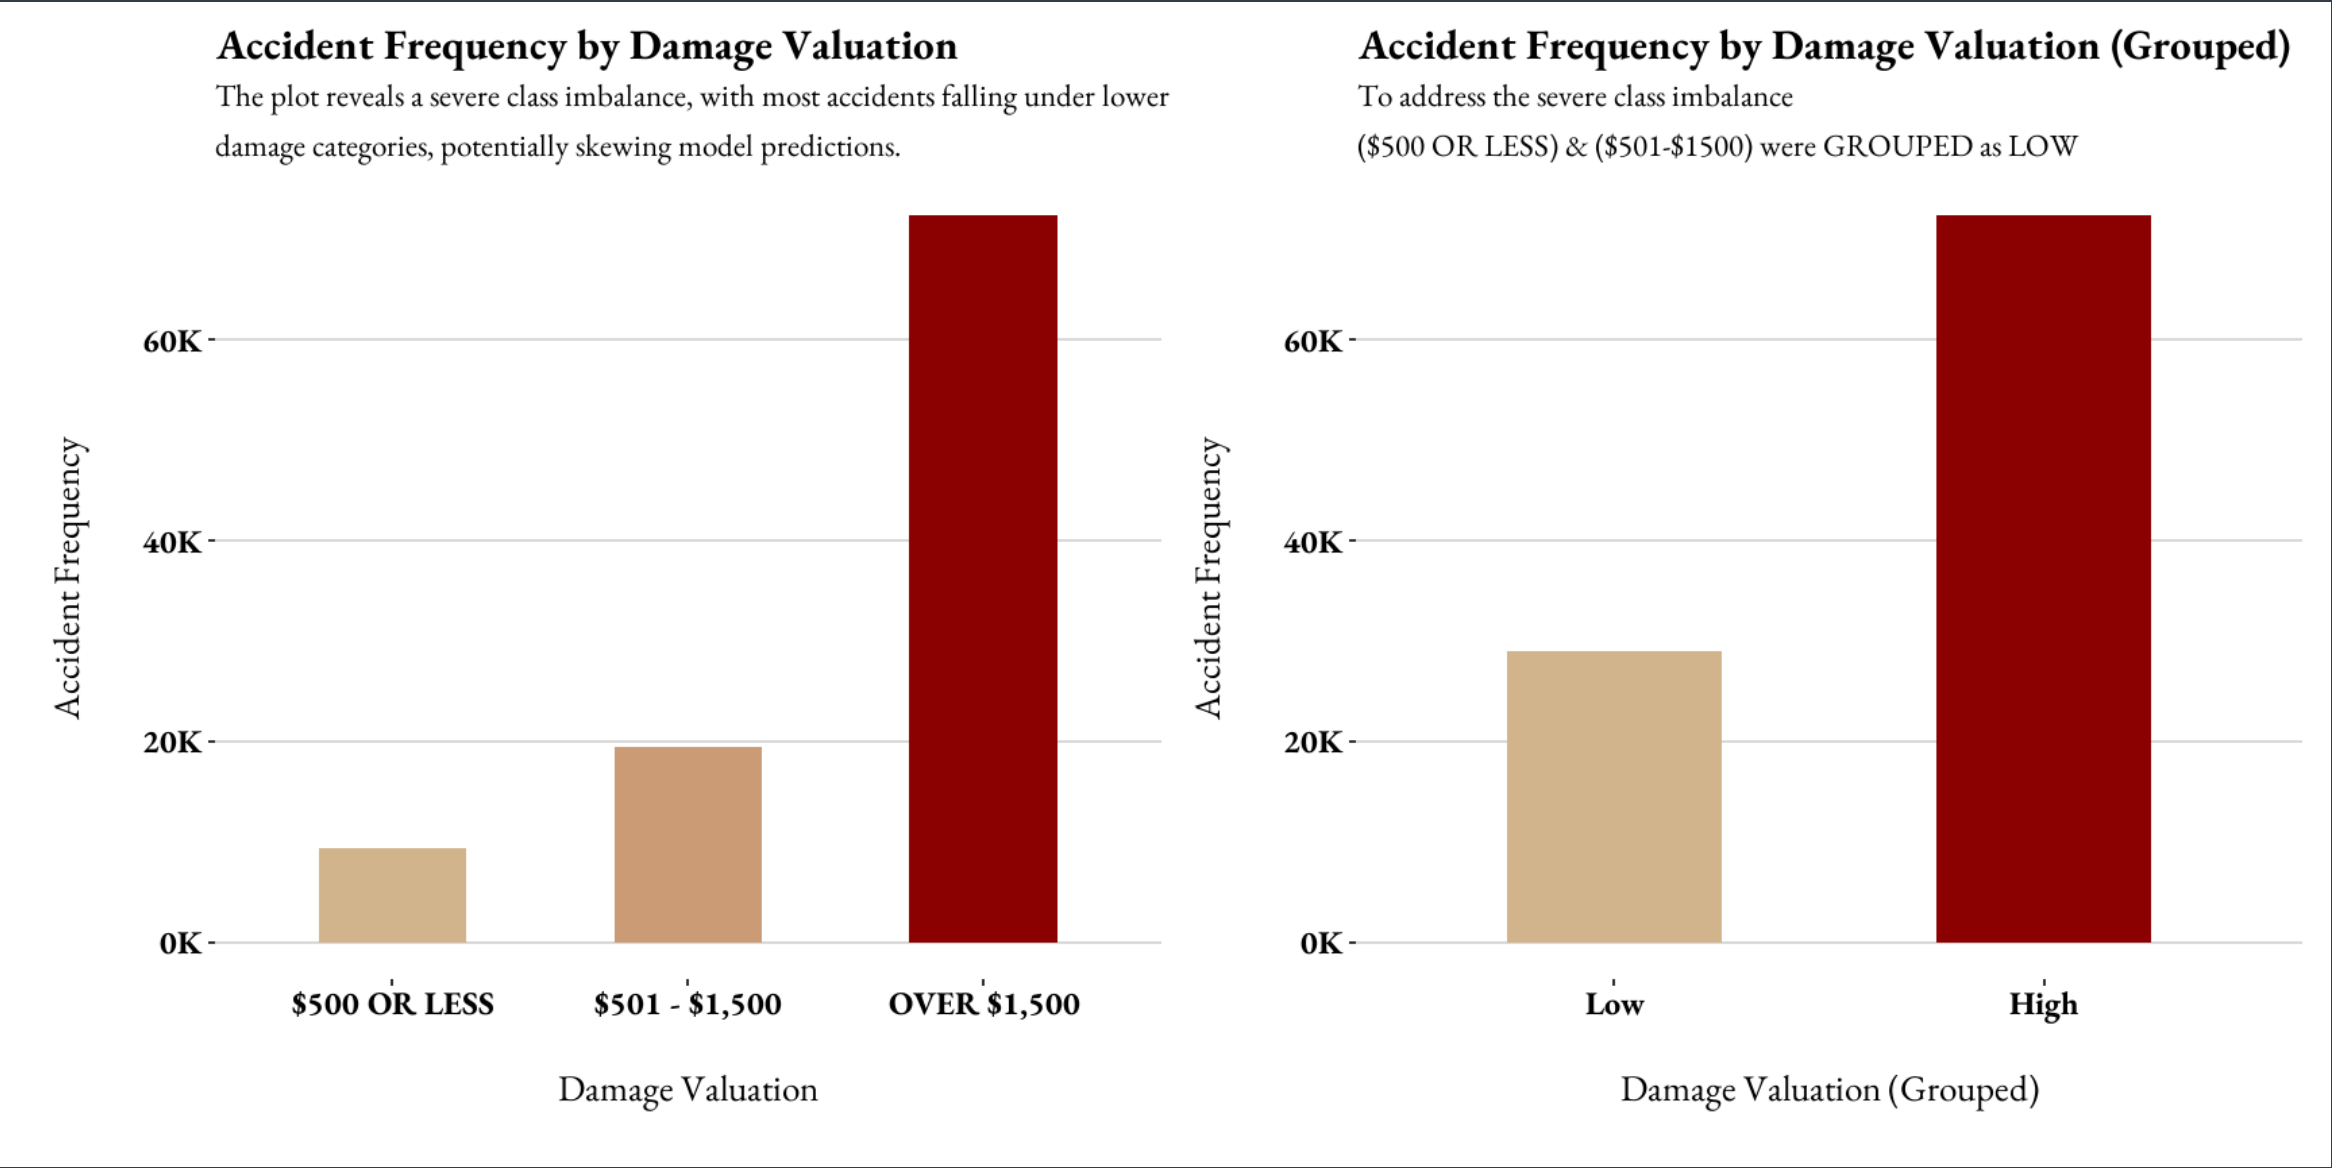 Accident Frequency by Damage Valuation
The plot reveals a severe class imbalance, with most accidents falling under lower
damage categories, potentially skewing model predictions.
Accident Frequency
60K
40K
20K
0K
$500 OR LESS
$501 - $1,500
OVER $1,500
Damage Valuation
Accident Frequency by Damage Valuation (Grouped)
To address the severe class imbalance
($500 OR LESS) & ($501-$1500) were GROUPED as LOW
Accident Frequency
60K
40K
20K
0K
Low
High
Damage Valuation (Grouped)